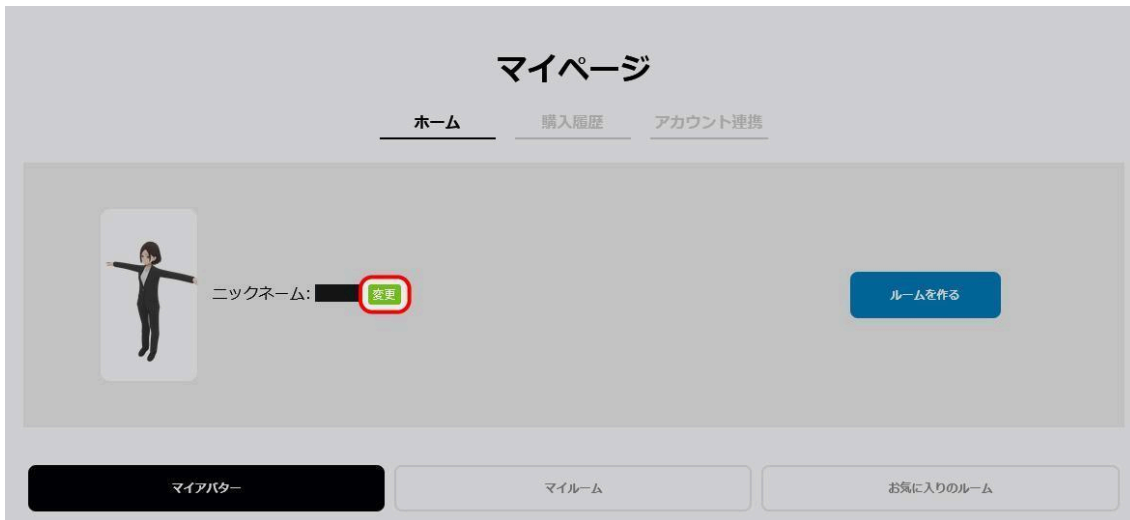 マイページ
ホーム 購入履歴 アカウント連携
ニックネーム: 変更 ルームを作る
マイアバター マイルーム お気に入りのルーム